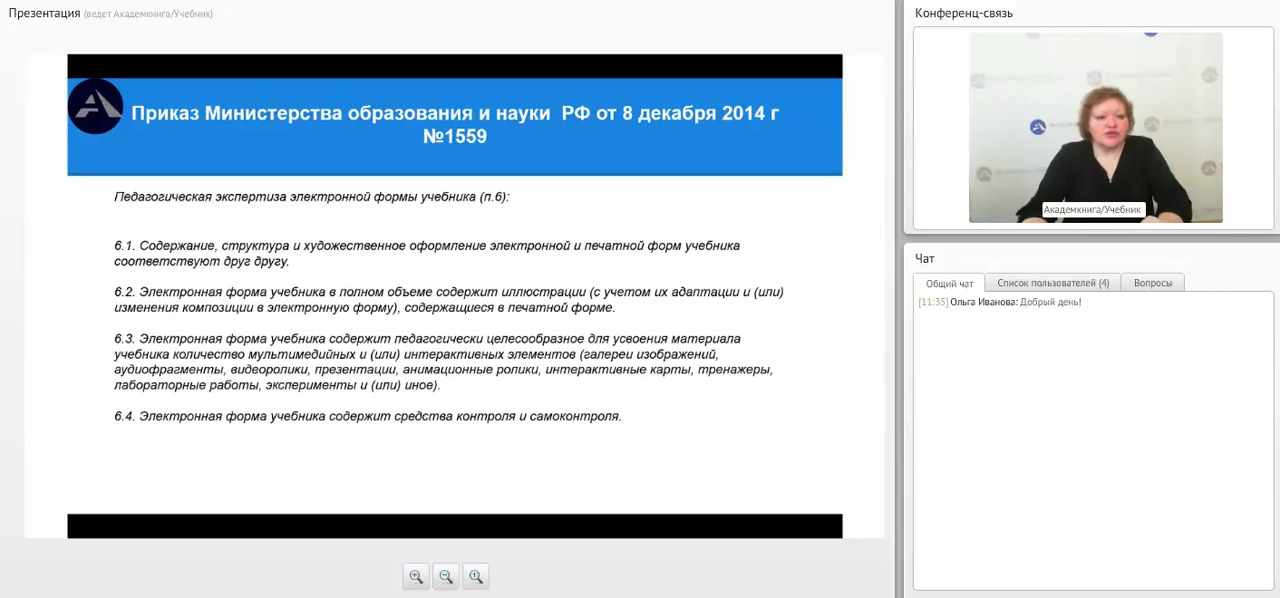 Презентация (ведет Академкнига/Учебник)
Приказ Министерства образования и науки РФ от 8 декабря 2014 г
№1559
Педагогическая экспертиза электронной формы учебника (п.6):
6.1. Содержание, структура и художественное оформление электронной и печатной форм учебника
соответствуют друг другу.
6.2. Электронная форма учебника в полном объеме содержит иллюстрации (с учетом их адаптации и (или)
изменения композиции в электронную форму), содержащиеся в печатной форме.
6.3. Электронная форма учебника содержит педагогически целесообразное для усвоения материала
учебника количество мультимедийных и (или) интерактивных элементов (галереи изображений,
аудиофрагменты, видеоролики, презентации, анимационные ролики, интерактивные карты, тренажеры,
лабораторные работы, эксперименты и (или) иное).
6.4. Электронная форма учебника содержит средства контроля и самоконтроля.
Конференц-связь
Академкнига/Учебник
Чат
Общий чат
Список пользователей (4)
Вопросы
[11:35] Ольга Иванова: Добрый день!